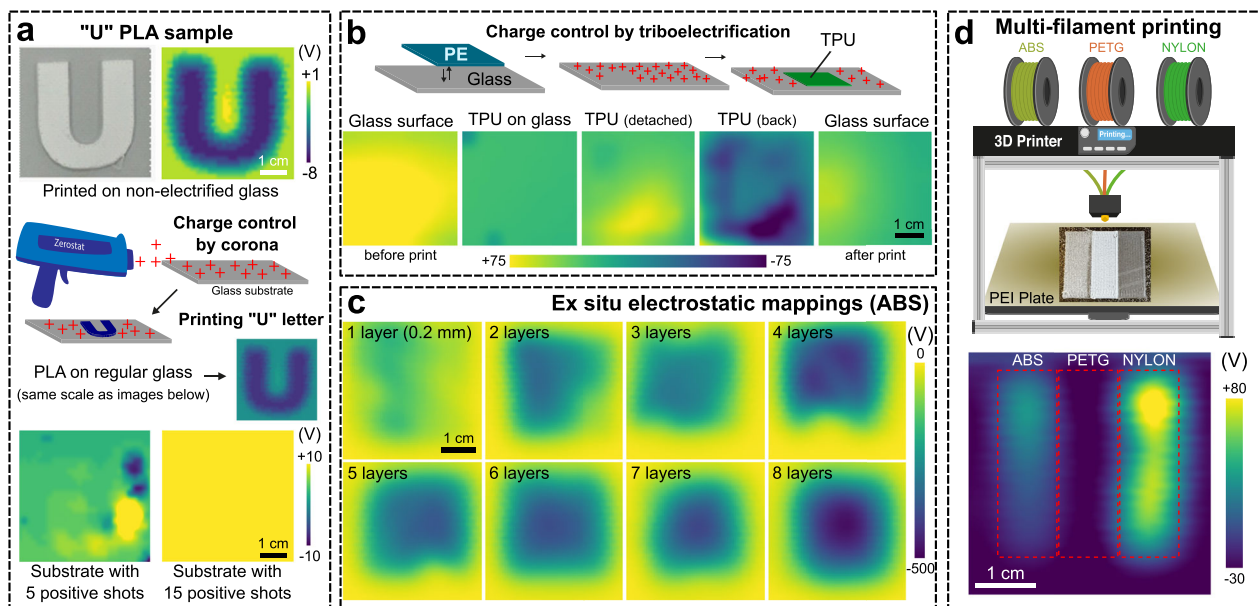 a
"U" PLA sample
(V)
+1
-8
1 cm
Printed on non-electrified glass
Zerostat
Charge control
by corona
Glass substrate
Printing "U" letter
PLA on regular glass
(same scale as images below)
(V)
+10
-10
1 cm
Substrate with
5 positive shots
Substrate with
15 positive shots
b
Charge control by triboelectrification
PE
Glass
TPU
Glass surface
TPU on glass
TPU (detached)
TPU (back)
Glass surface
1 cm
before print
+75
-75
after print
c
Ex situ electrostatic mappings (ABS)
1 layer (0.2 mm)
2 layers
3 layers
4 layers
(V)
0
1 cm
5 layers
6 layers
7 layers
8 layers
-500
d
Multi-filament printing
ABS
PETG
NYLON
3D Printer
Printing...
PEI Plate
ABS
PETG
NYLON
(V)
+80
-30
1 cm